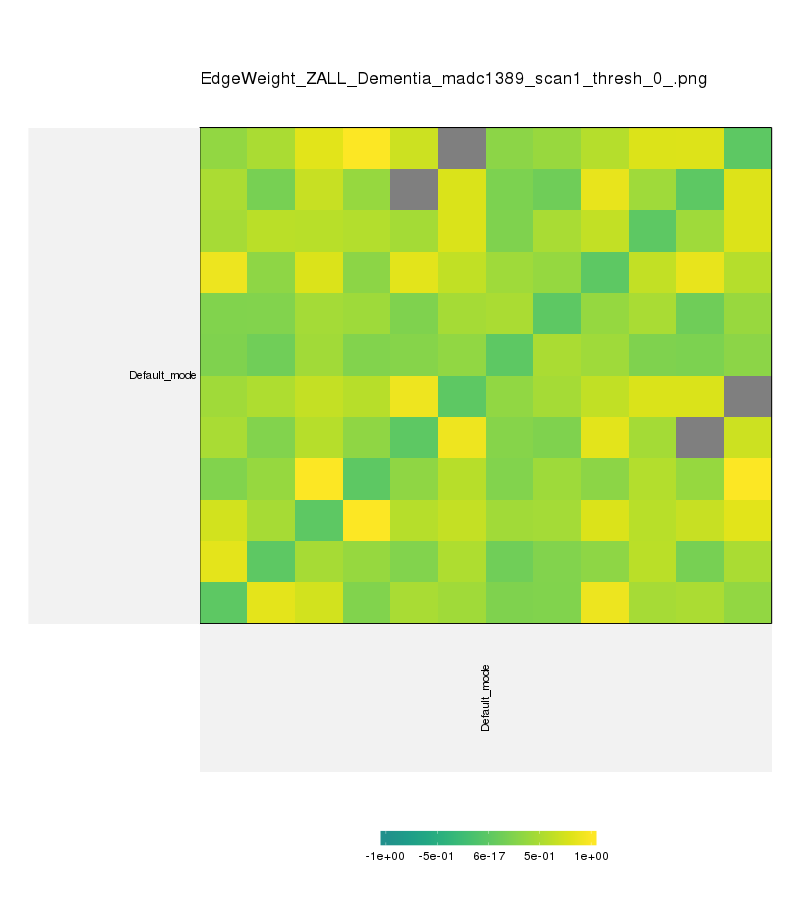 EdgeWeight_ZALL_Dementia_madc1389_scan1_thresh_0_.png
Default_mode
Default_mode
-1e+00 -5e-01 6e-17 5e-01 1e+00